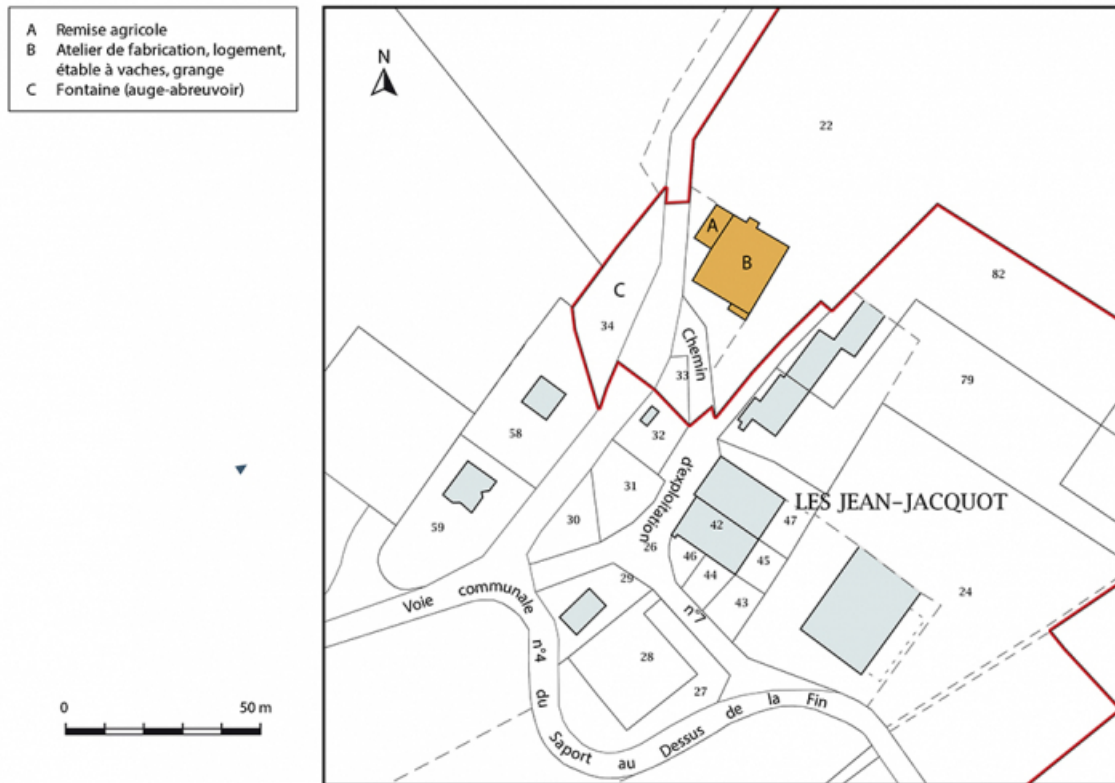 A Remise agricole
B Atelier de fabrication, logement,
étable à vaches, grange
C Fontaine (auge-abreuvoir)
N
22
A
B
82
C
34
Chemin
33
79
58
32
d'exploitation
31
LES JEAN-JACQUOT
59
30
42
47
26
46
45
44
29
24
43
n°7
Voie communale n°4 du Saport au Dessus de la Fin
28
27
0 50 m